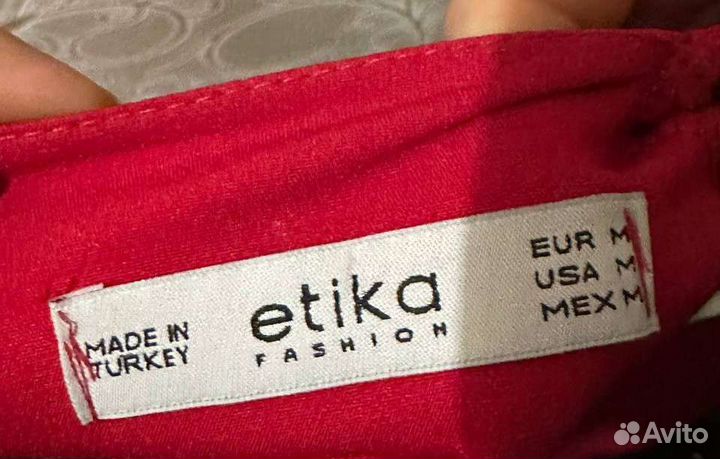 MADE IN
TURKEY
etika
FASHION
EUR M
USA M
MEX M
Avito